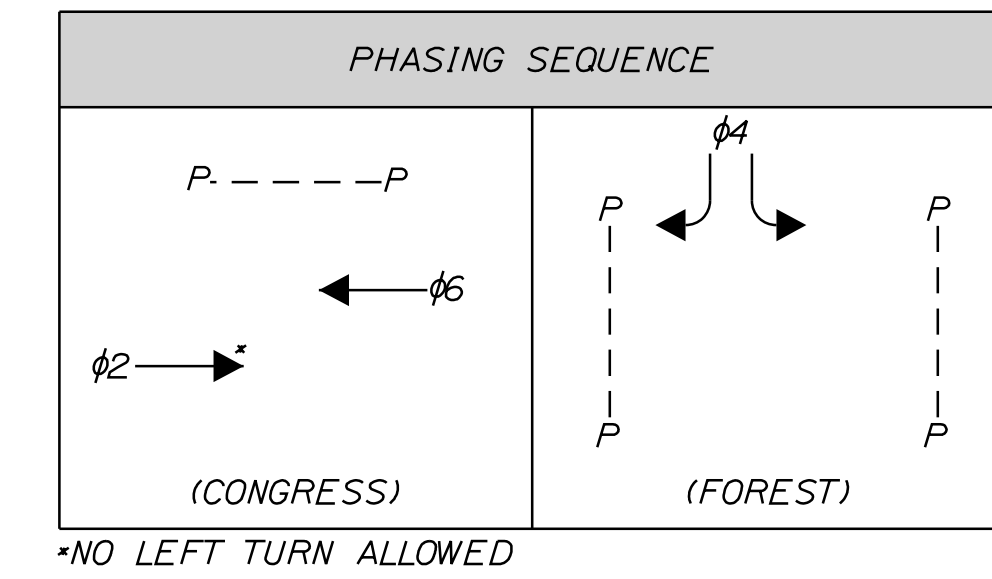 PHASING SEQUENCE
P P
ϕ6
*
ϕ2
(CONGRESS)
ϕ4
P P
P P
(FOREST)
*NO LEFT TURN ALLOWED